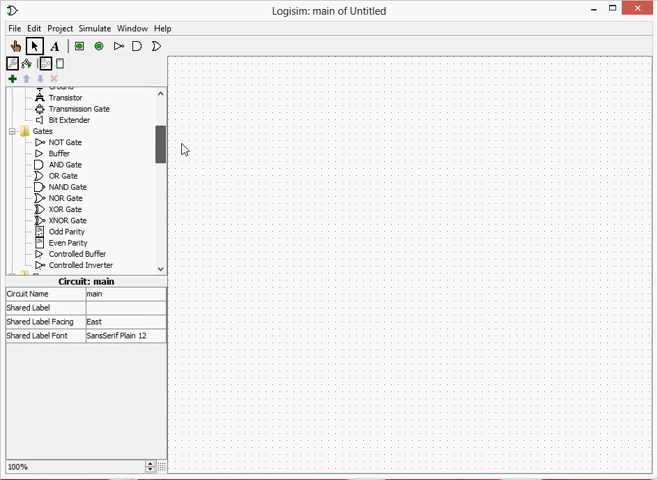 Logisim: main of Untitled
File Edit Project Simulate Window Help
A
Transistor
Transmission Gate
Bit Extender
Gates
NOT Gate
Buffer
AND Gate
OR Gate
NAND Gate
NOR Gate
XOR Gate
XNOR Gate
Odd Parity
Even Parity
Controlled Buffer
Controlled Inverter
Circuit: main
Circuit Name main
Shared Label
Shared Label Facing East
Shared Label Font SansSerif Plain 12
100%